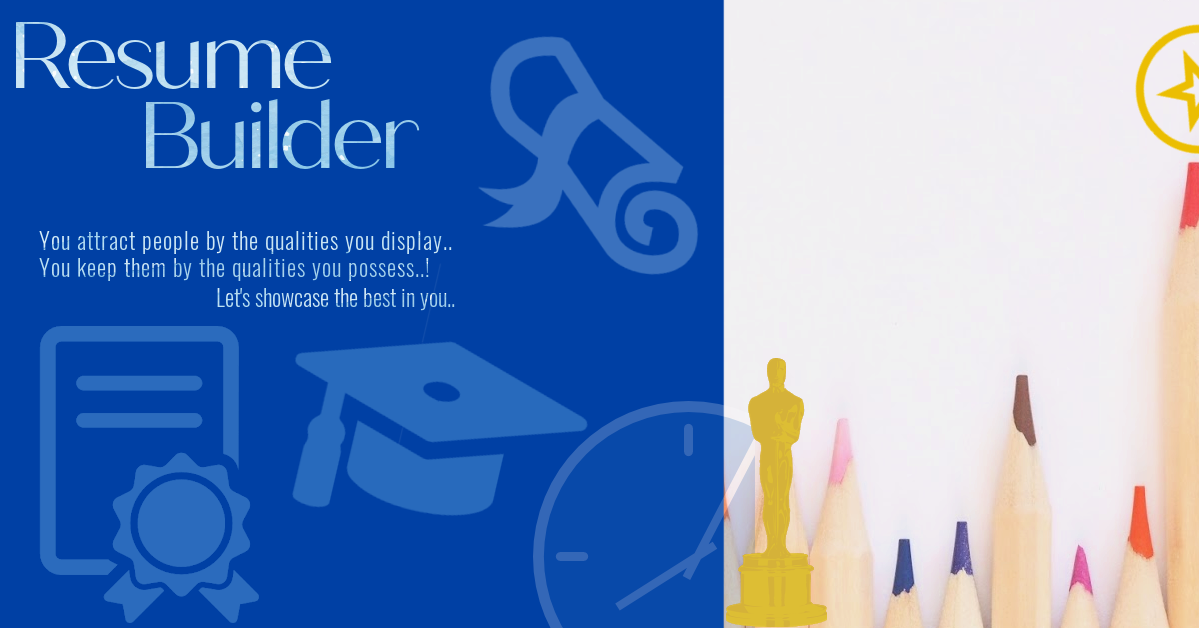 Resume
Builder
You attract people by the qualities you display..
You keep them by the qualities you possess..!
Let's showcase the best in you..